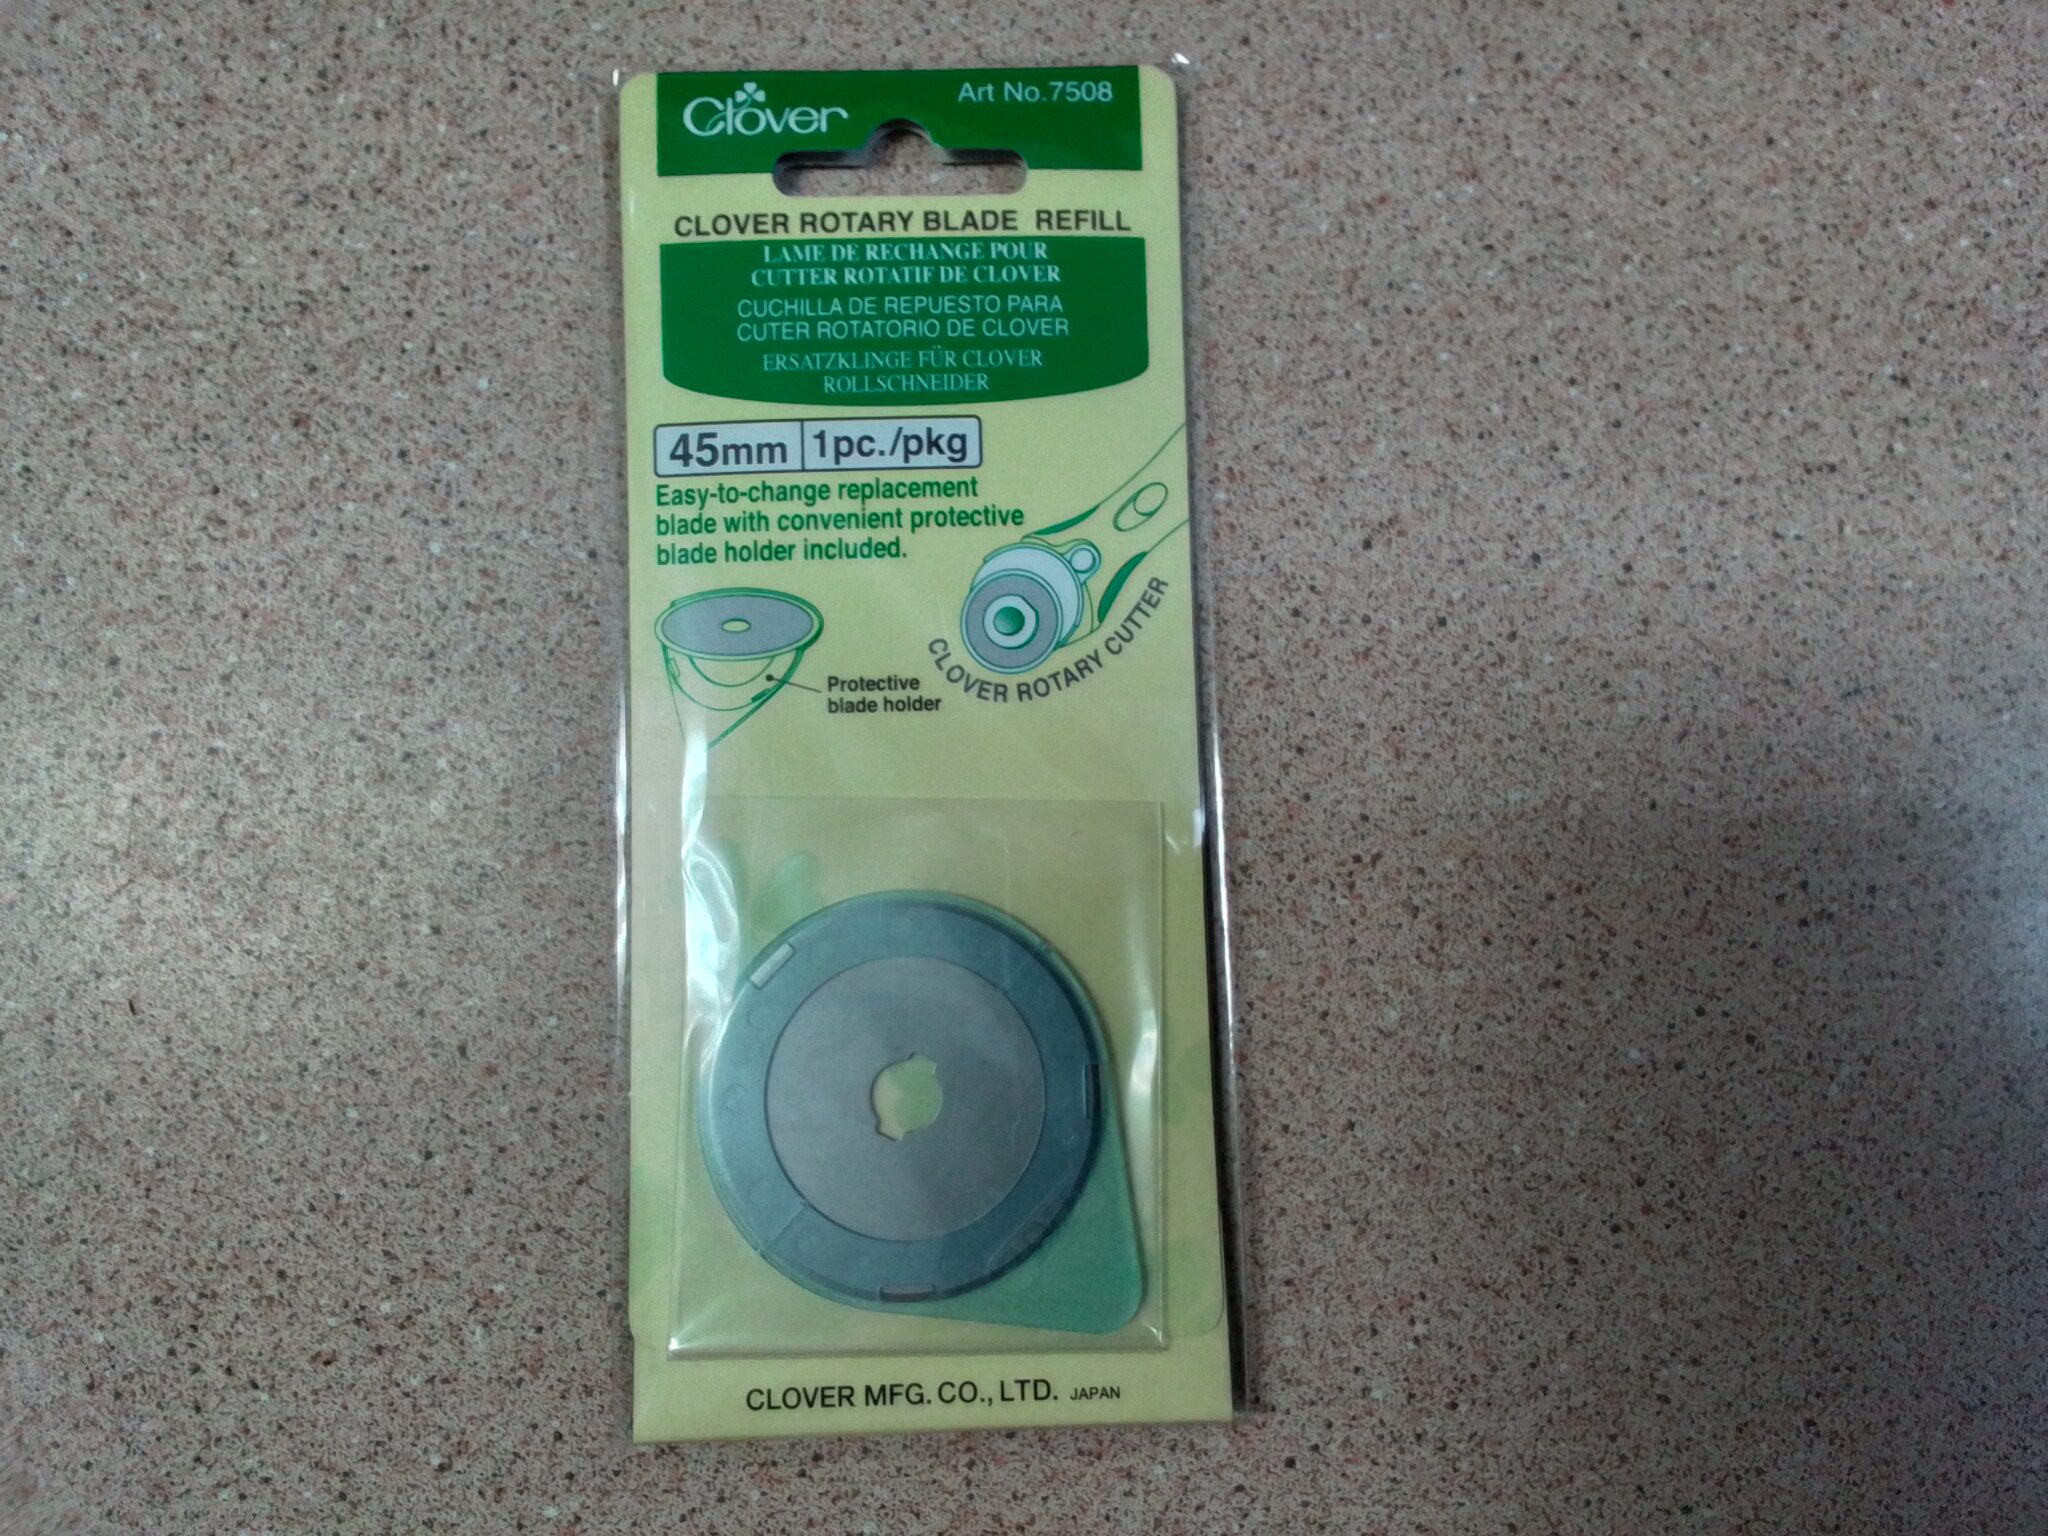 Clover
Art No.7508
CLOVER ROTARY BLADE REFILL
LAME DE RECHANGE POUR
CUTTER ROTATIF DE CLOVER
CUCHILLA DE REPUESTO PARA
CUTER ROTATORIO DE CLOVER
ERSATZKLINGE FÜR CLOVER
ROLLSCHNEIDER
45mm 1pc./pkg
Easy-to-change replacement
blade with convenient protective
blade holder included.
CLOVER ROTARY CUTTER
Protective
blade holder
CLOVER MFG. CO., LTD. JAPAN